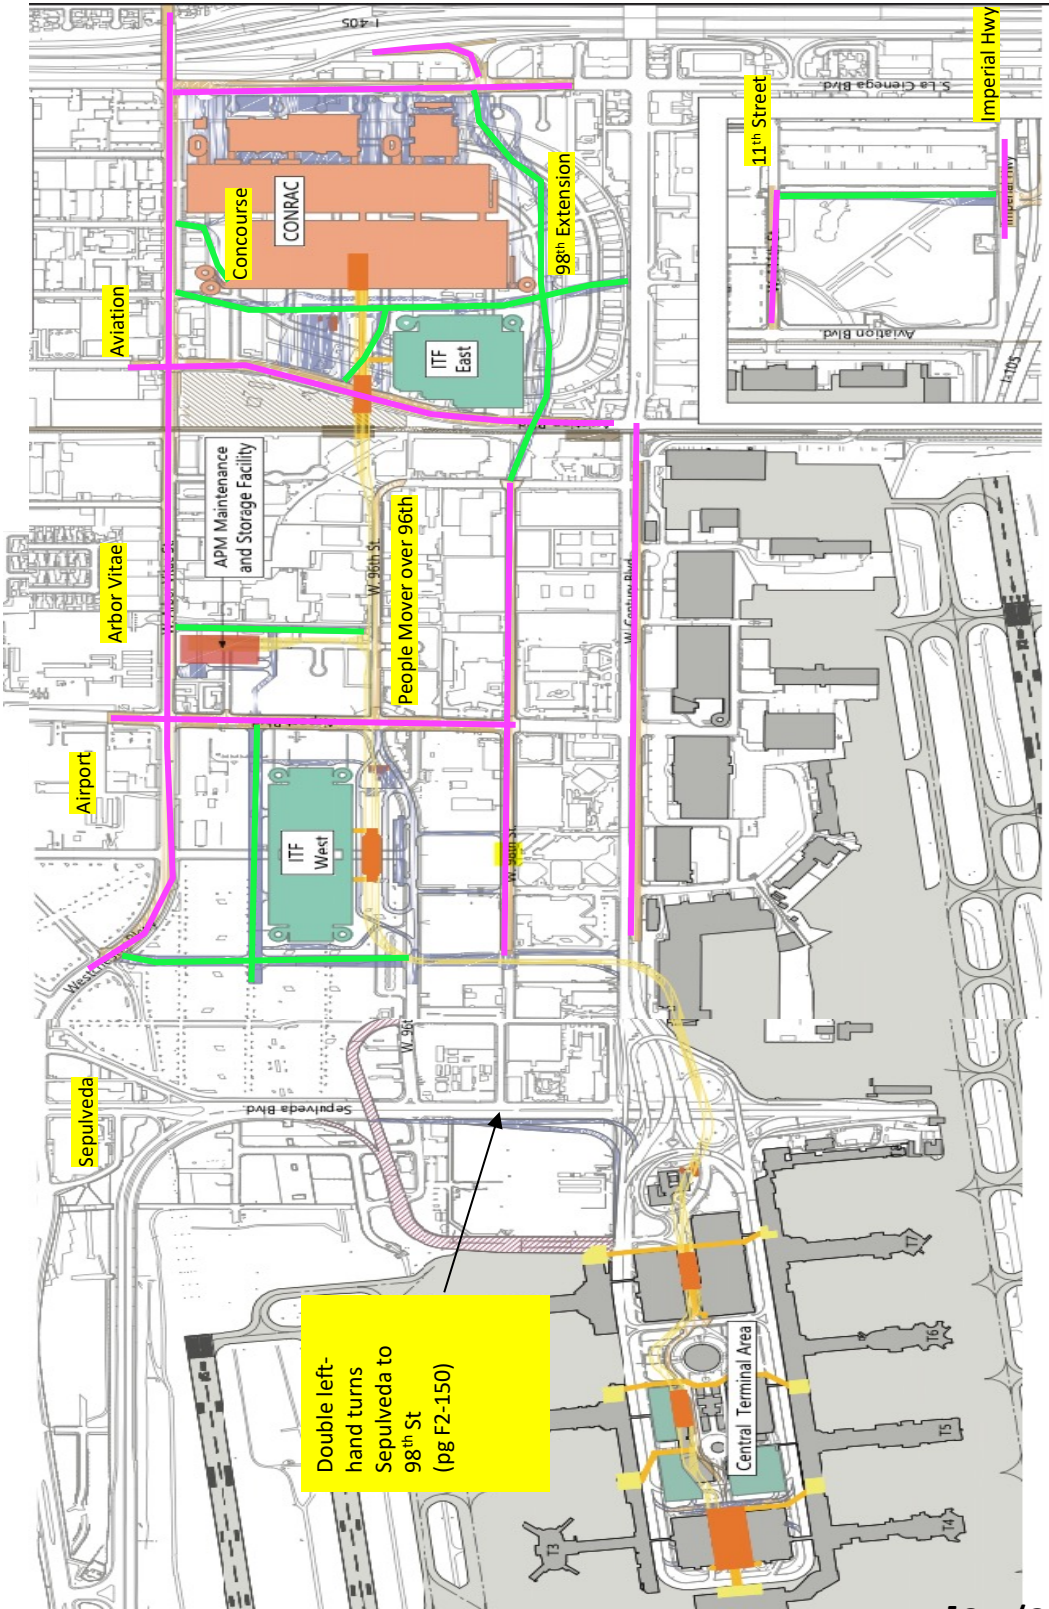 I-405
Imperial Hwy
S. La Cienega Blvd.
11th Street
Imperial Hwy
Concourse
CONRAC
98th Extension
Aviation
ITF
East
Aviation Blvd.
I-105
APM Maintenance
and Storage Facility
Arbor Vitae
W. 96th St.
People Mover over 96th
W. Century Blvd.
Airport
ITF
West
W. 98th St.
W. 96t
Sepulveda
Sepulveda Blvd.
Double left-
hand turns
Sepulveda to
98th St
(pg F2-150)
Central Terminal Area
T7
T6
T5
T4
T3